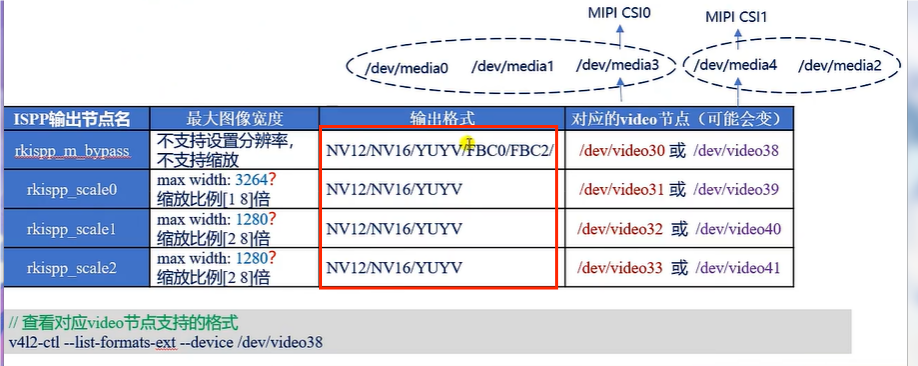 MIPI CSI0 MIPI CSI1
/dev/media0 /dev/media1 /dev/media3 /dev/media4 /dev/media2
ISPP输出节点名 最大图像宽度 输出格式 对应的video节点（可能会变）
rkispp_m_bypass 不支持设置分辨率，
不支持缩放 NV12/NV16/YUYV/FBC0/FBC2/ /dev/video30 或 /dev/video38
rkispp_scale0 max width: 3264?
缩放比例[1 8]倍 NV12/NV16/YUYV /dev/video31 或 /dev/video39
rkispp_scale1 max width: 1280?
缩放比例[2 8]倍 NV12/NV16/YUYV /dev/video32 或 /dev/video40
rkispp_scale2 max width: 1280?
缩放比例[2 8]倍 NV12/NV16/YUYV /dev/video33 或 /dev/video41
// 查看对应video节点支持的格式
v4l2-ctl --list-formats-ext --device /dev/video38